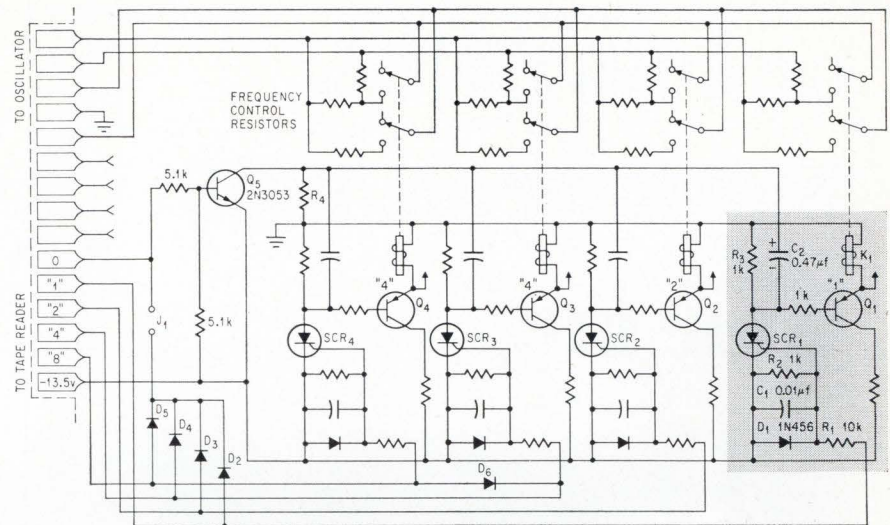 TO OSCILLATOR
TO TAPE READER
FREQUENCY
CONTROL
RESISTORS
5.1k
Q5
2N3053
R4
0
"1"
"2"
"4"
"8"
-13.5v
J1
5.1k
D5
D4
D3
D2
"4"
Q4
SCR4
"4"
Q3
SCR3
D6
"2"
Q2
SCR2
R3
1k
+
C2
0.47µf
-
K1
1k
"1"
Q1
SCR1
R2 1k
C1 0.01µf
D1 1N456
R1 10k